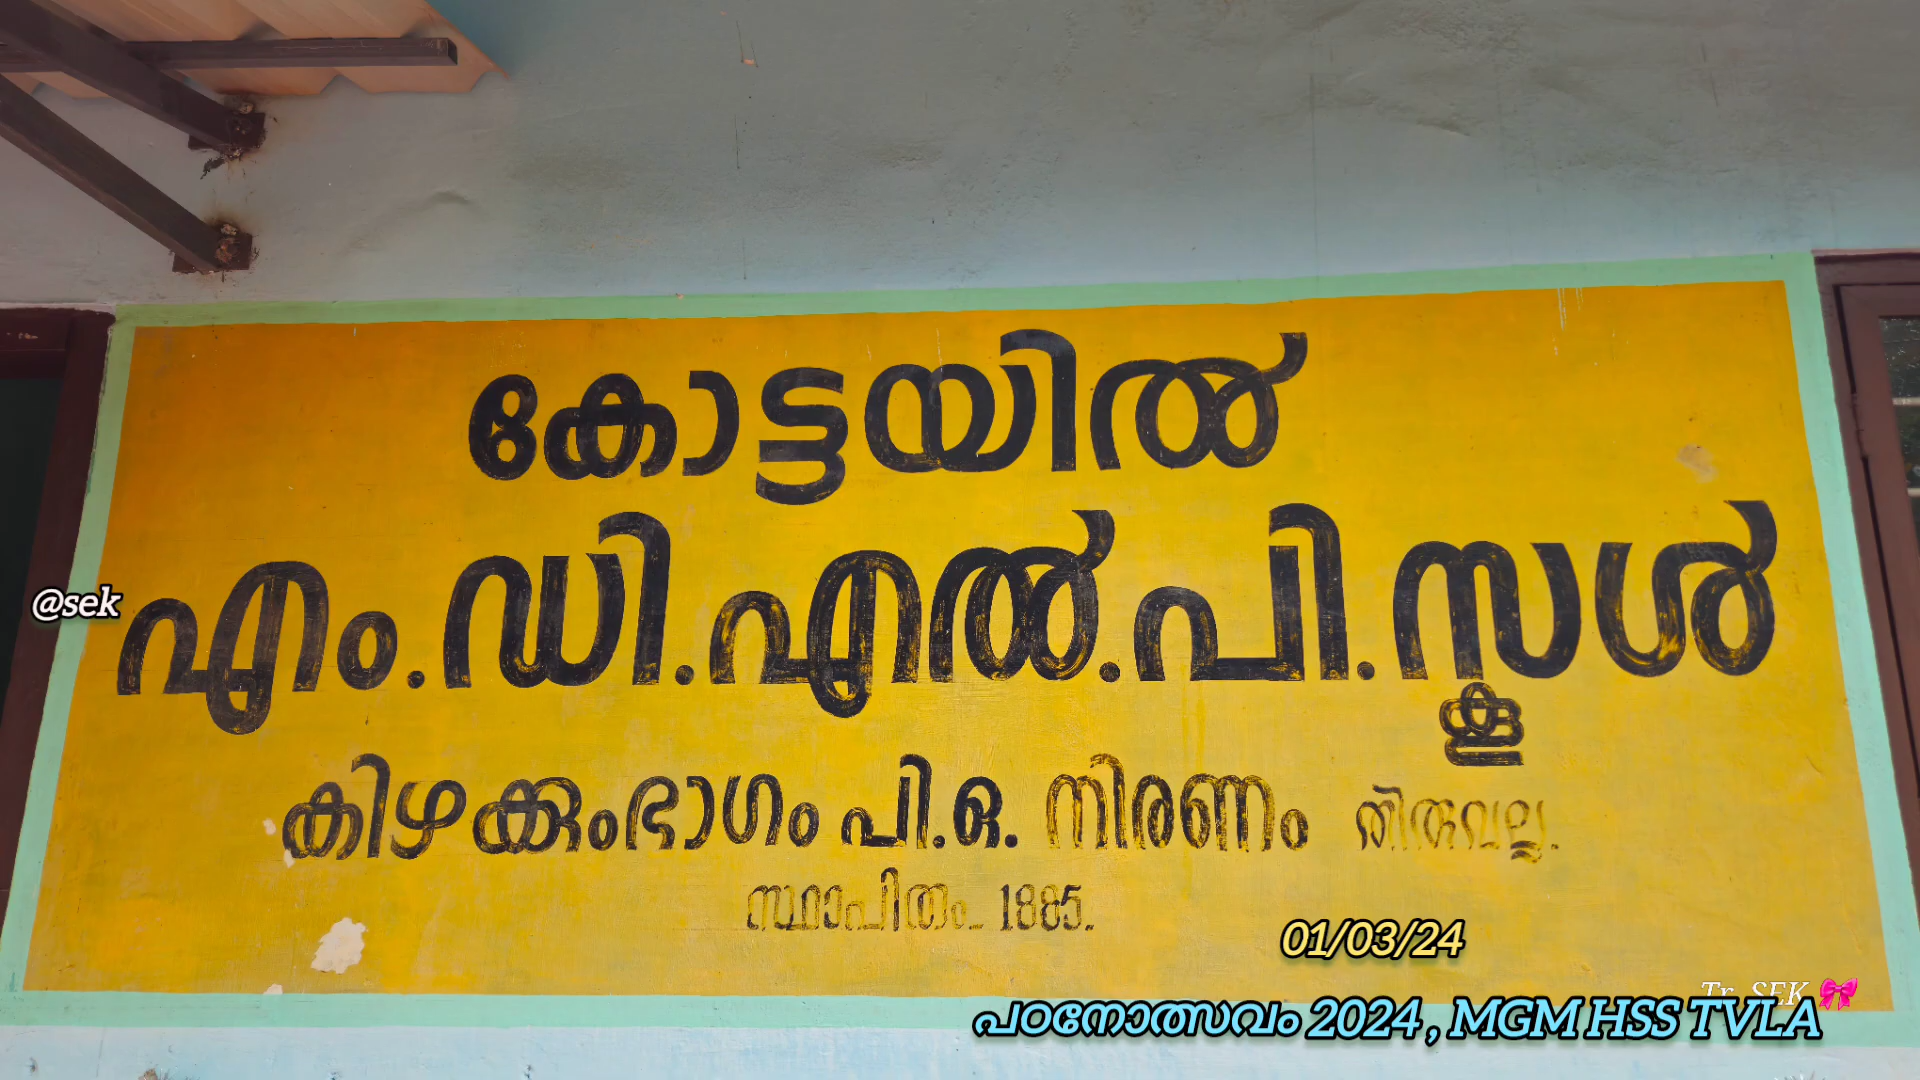 കോട്ടയിൽ
എം.ഡി.എൽ.പി.സ്കൂൾ
@sek
കിഴക്കുംഭാഗം പി.ഒ. നിരണം തിരുവല്ല.
സ്ഥാപിതം- 1885.
01/03/24
Tr. SEK 🎀
പഠനോത്സവം 2024 , MGM HSS TVLA